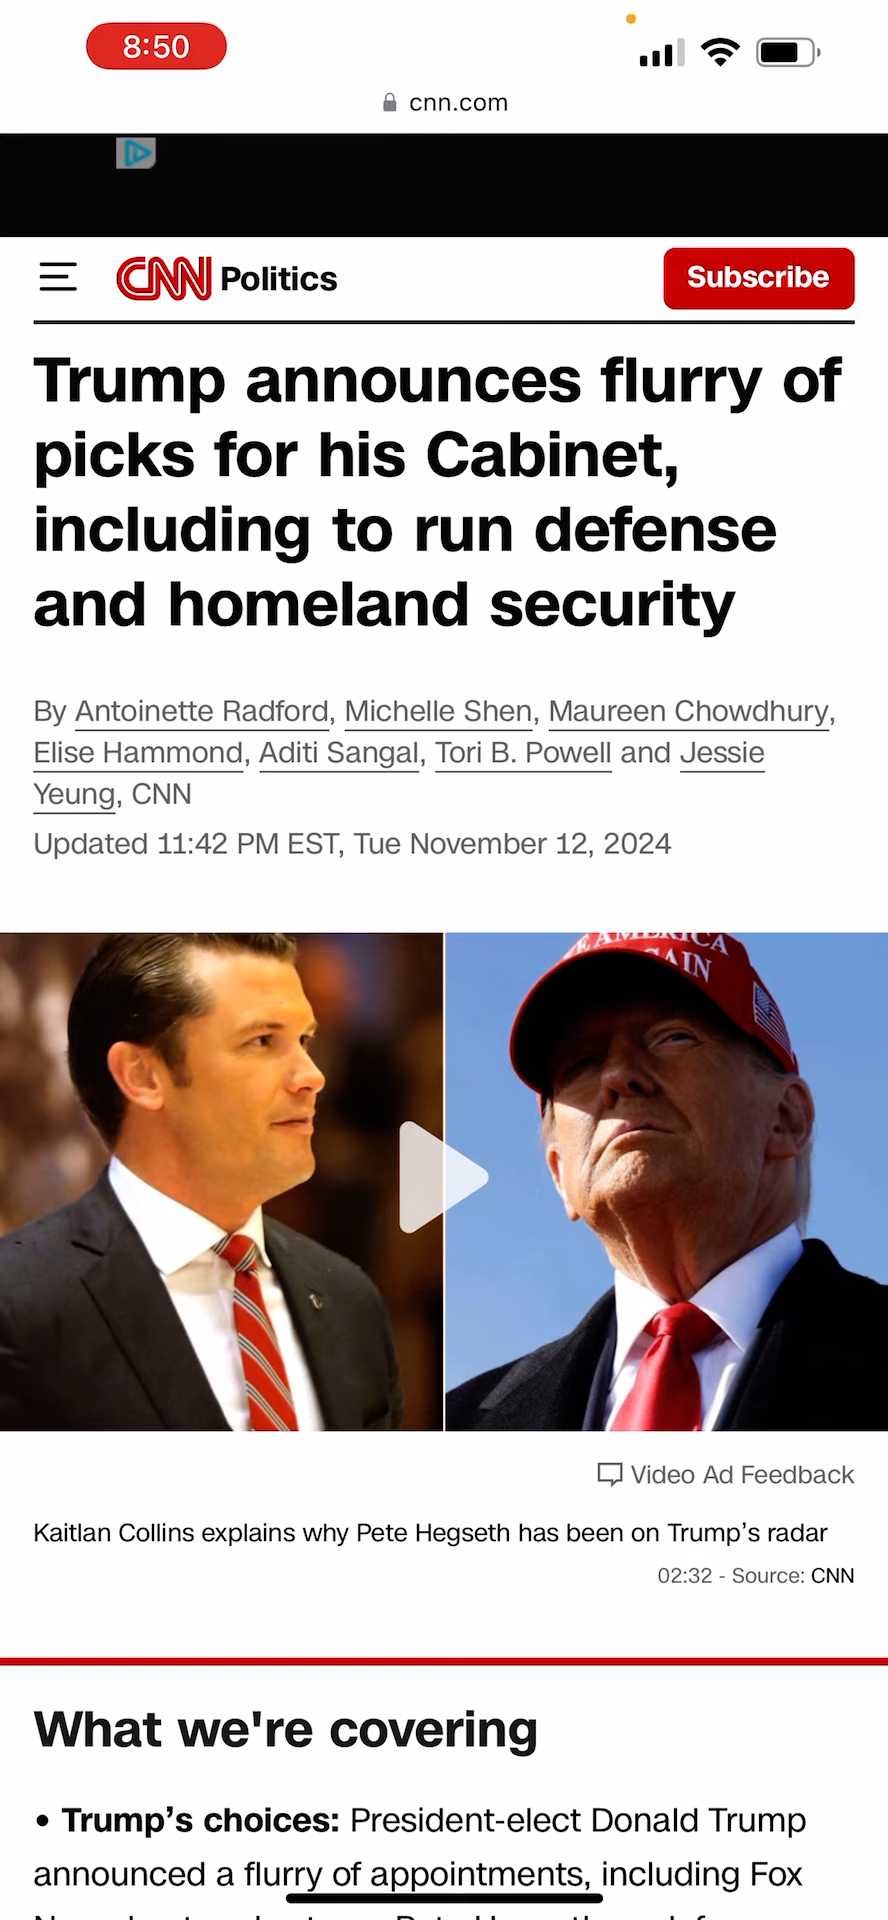 8:50
cnn.com
CNN Politics
Subscribe
Trump announces flurry of
picks for his Cabinet,
including to run defense
and homeland security
By Antoinette Radford, Michelle Shen, Maureen Chowdhury,
Elise Hammond, Aditi Sangal, Tori B. Powell and Jessie
Yeung, CNN
Updated 11:42 PM EST, Tue November 12, 2024
AMERICA
AGAIN
Video Ad Feedback
Kaitlan Collins explains why Pete Hegseth has been on Trump’s radar
02:32 - Source: CNN
What we're covering
• Trump’s choices: President-elect Donald Trump
announced a flurry of appointments, including Fox